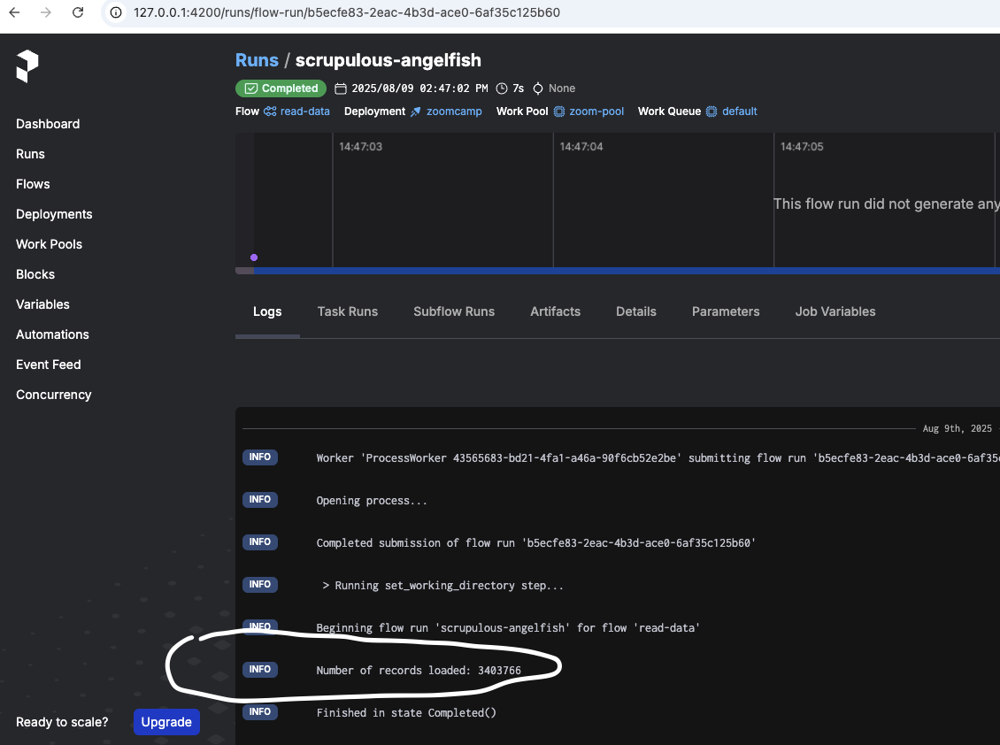 127.0.0.1:4200/runs/flow-run/b5ecfe83-2eac-4b3d-ace0-6af35c125b60
Runs / scrupulous-angelfish
Completed 2025/08/09 02:47:02 PM 7s None
Flow read-data Deployment zoomcamp Work Pool zoom-pool Work Queue default
Dashboard
Runs
Flows
Deployments
Work Pools
Blocks
Variables
Automations
Event Feed
Concurrency
Ready to scale? Upgrade
14:47:03 14:47:04 14:47:05
This flow run did not generate any
Logs Task Runs Subflow Runs Artifacts Details Parameters Job Variables
Aug 9th, 2025
INFO Worker 'ProcessWorker 43565683-bd21-4fa1-a46a-90f6cb52e2be' submitting flow run 'b5ecfe83-2eac-4b3d-ace0-6af35
INFO Opening process...
INFO Completed submission of flow run 'b5ecfe83-2eac-4b3d-ace0-6af35c125b60'
INFO > Running set_working_directory step...
INFO Beginning flow run 'scrupulous-angelfish' for flow 'read-data'
INFO Number of records loaded: 3403766
INFO Finished in state Completed()